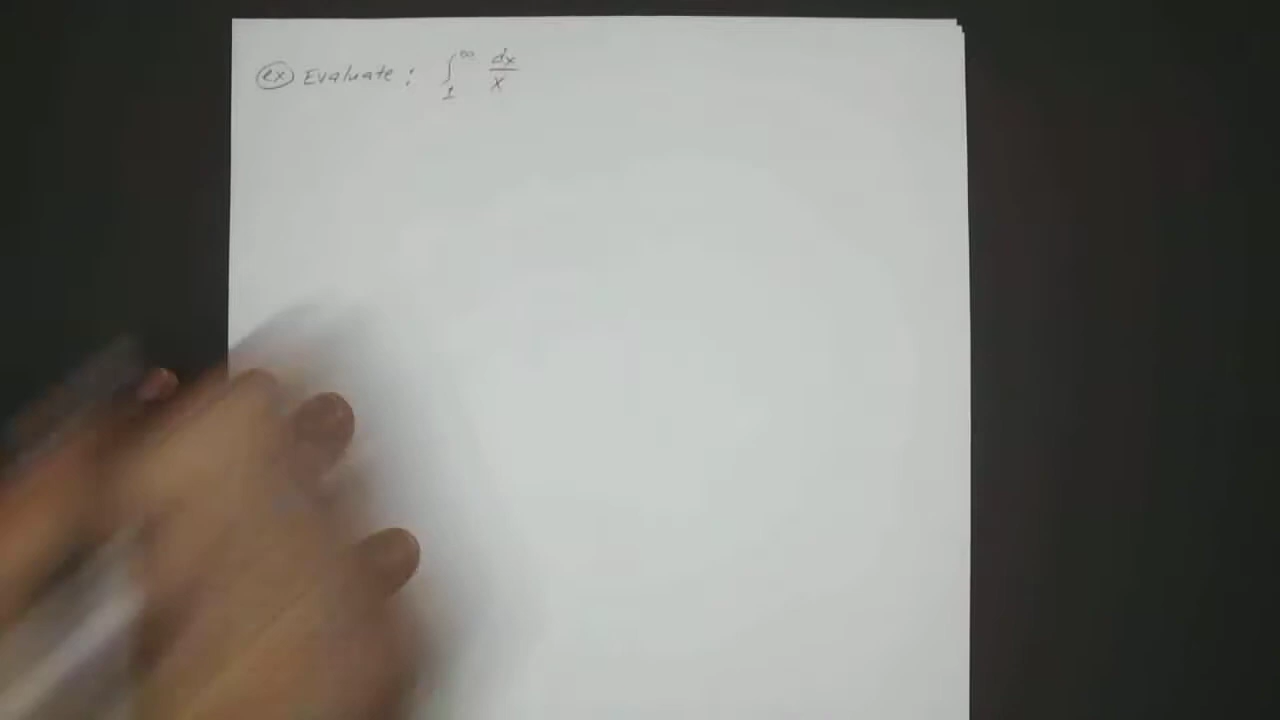 ex Evaluate: ∫₁^∞ dx/x